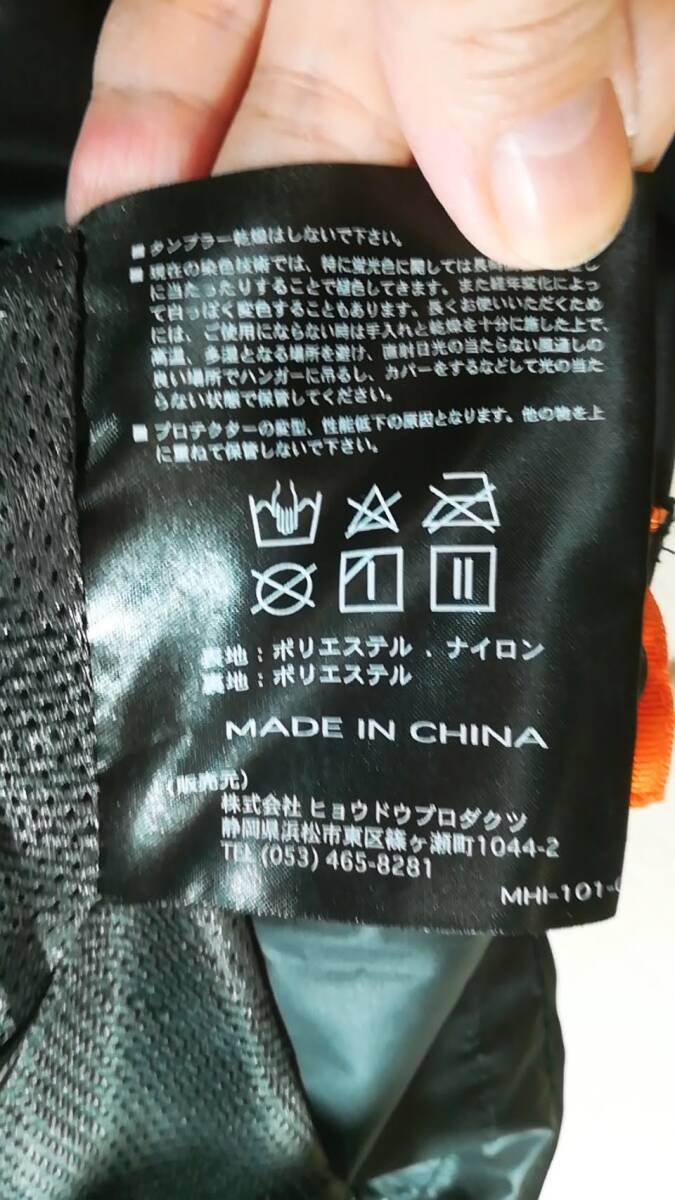 ■ タンブラー乾燥はしないで下さい。
■ 現在の染色技術では、特に蛍光色に関しては長時間
に当たったりすることで褪色してきます。また経年変化によっ
て白っぽく変色することもあります。長くお使いいただくため
には、ご使用にならない時は手入れと乾燥を十分に施した上で、
高温、多湿となる場所を避け、直射日光の当たらない風通しの
良い場所でハンガーに吊るし、カバーをするなどして光の当た
らない状態で保管してください。
■ プロテクターの変型、性能低下の原因となります。他の物を上
に重ねて保管しないで下さい。
表地：ポリエステル 、ナイロン
裏地：ポリエステル
MADE IN CHINA
(販売元)
株式会社 ヒョウドウプロダクツ
静岡県浜松市東区篠ヶ瀬町1044-2
TEL (053) 465-8281
MHI-101-